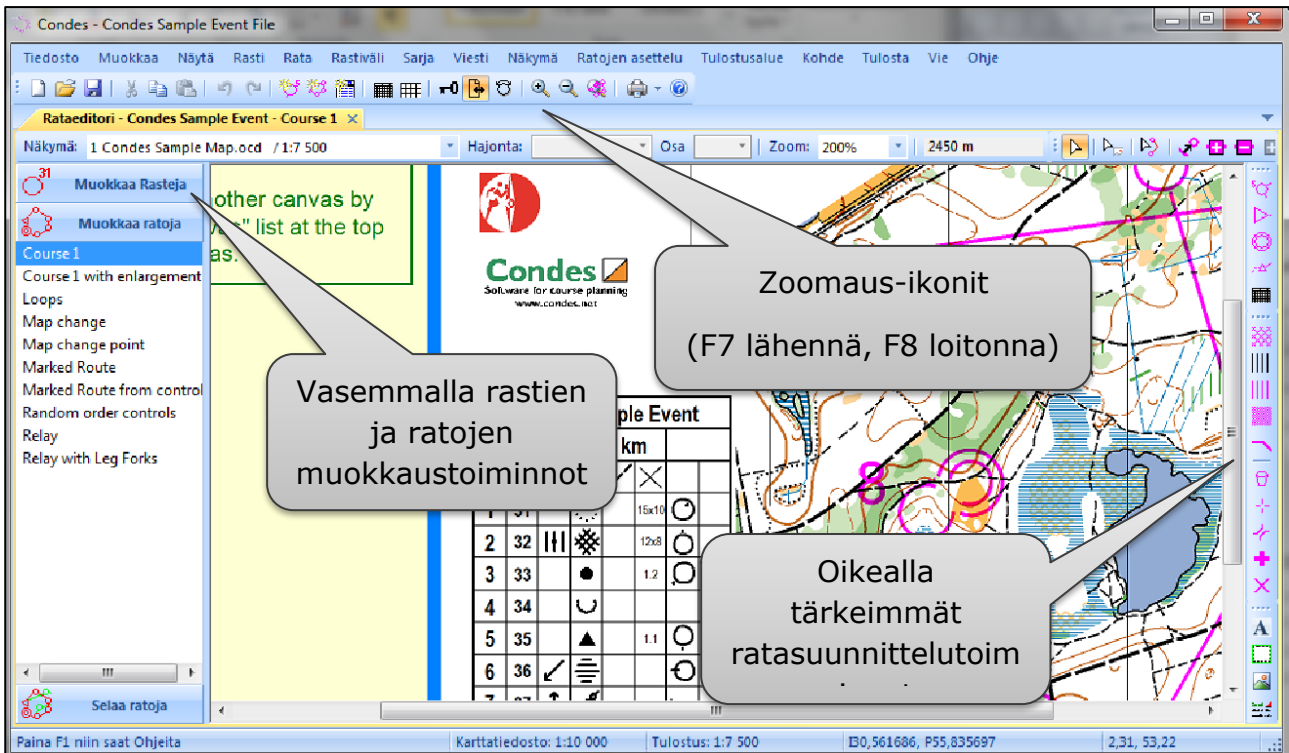 Condes - Condes Sample Event File
Tiedosto Muokkaa Näytä Rasti Rata Rastiväli Sarja Viesti Näkymä Ratojen asettelu Tulostusalue Kohde Tulosta Vie Ohje
Rataeditori - Condes Sample Event - Course 1
Näkymä: 1 Condes Sample Map.ocd / 1:7 500 Hajonta: Osa Zoom: 200% 2450 m
31
Muokkaa Rasteja
Muokkaa ratoja
Course 1
Course 1 with enlargement
Loops
Map change
Map change point
Marked Route
Marked Route from control
Random order controls
Relay
Relay with Leg Forks
Selaa ratoja
other canvas by
list at the top
as.
Condes
Software for course planning
www.condes.net
Zoomaus-ikonit
(F7 lähennä, F8 loitonna)
Vasemmalla rastien
ja ratojen
muokkaustoiminnot
Oikealla
tärkeimmät
ratasuunnittelutoim
ple Event
km
1 31 15x10
2 32 12x8
3 33 1.2
4 34
5 35 1.1
6 36
8
A
Paina F1 niin saat Ohjeita
Karttatiedosto: 1:10 000
Tulostus: 1:7 500
I30,561686, P55,835697
2,31, 53,22